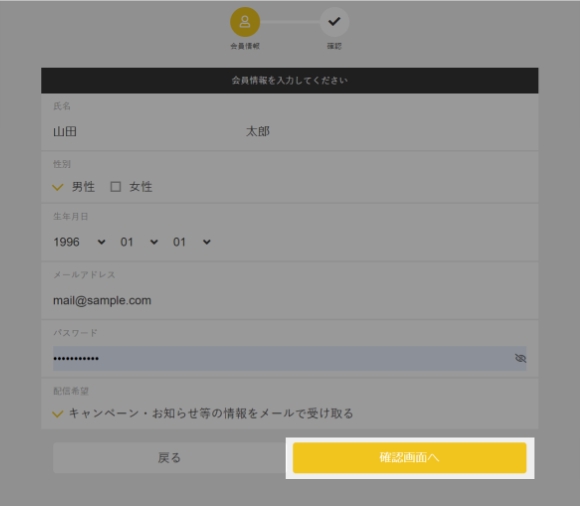 会員情報
確認
会員情報を入力してください
氏名
山田 太郎
性別
男性 女性
生年月日
1996 01 01
メールアドレス
mail@sample.com
パスワード
•••••••••••
配信希望
キャンペーン・お知らせ等の情報をメールで受け取る
戻る 確認画面へ